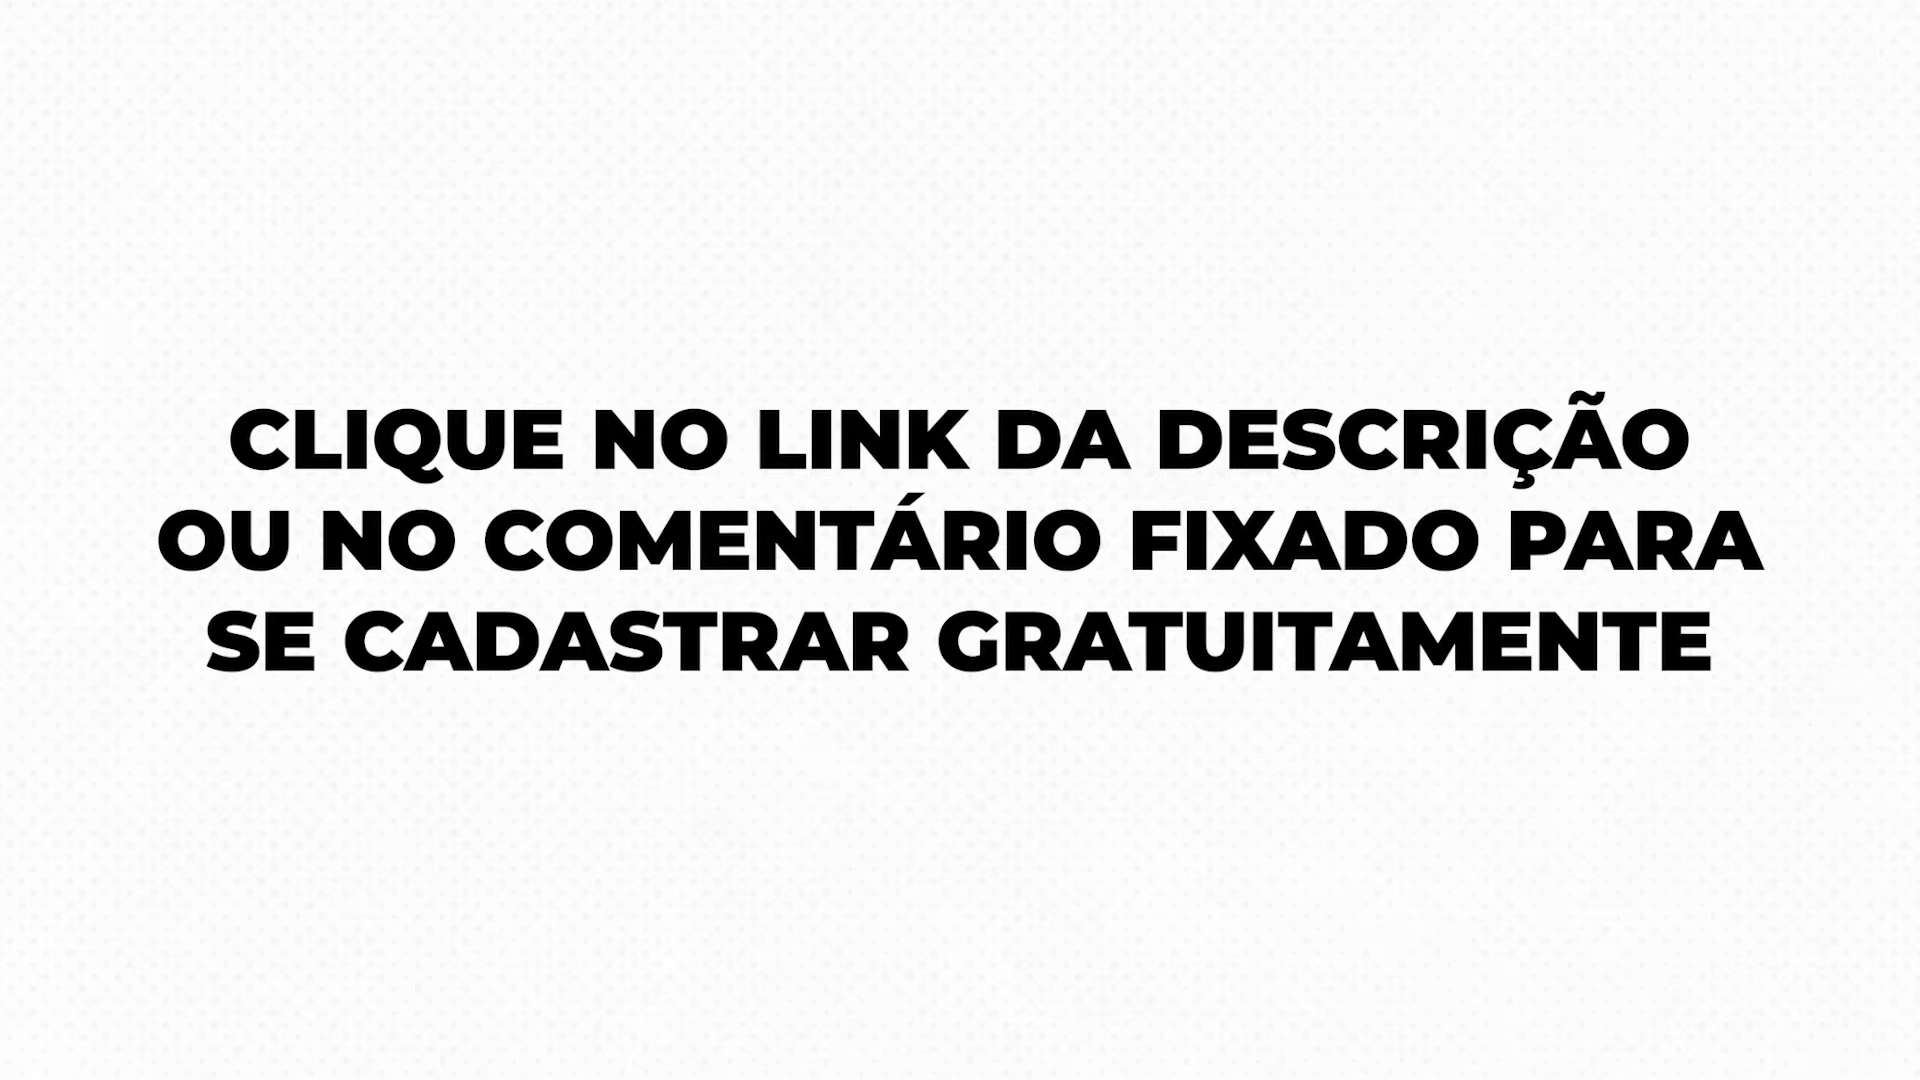 CLIQUE NO LINK DA DESCRIÇÃO
OU NO COMENTÁRIO FIXADO PARA
SE CADASTRAR GRATUITAMENTE